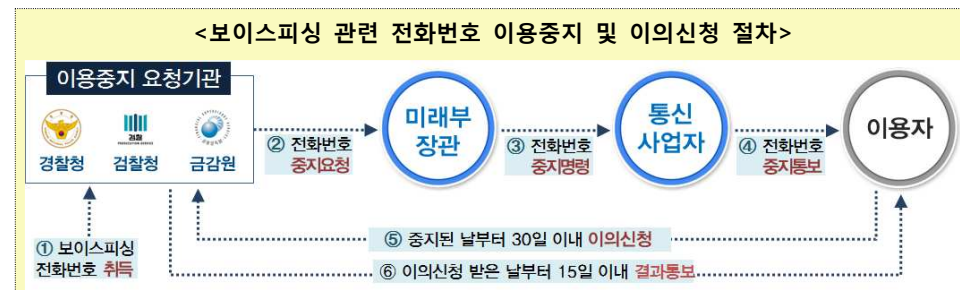 <보이스피싱 관련 전화번호 이용중지 및 이의신청 절차>
이용중지 요청기관
검찰
경찰청 검찰청 금감원
② 전화번호
중지요청
미래부
장관
③ 전화번호
중지명령
통신
사업자
④ 전화번호
중지통보
이용자
① 보이스피싱
전화번호 취득
⑤ 중지된 날부터 30일 이내 이의신청
⑥ 이의신청 받은 날부터 15일 이내 결과통보